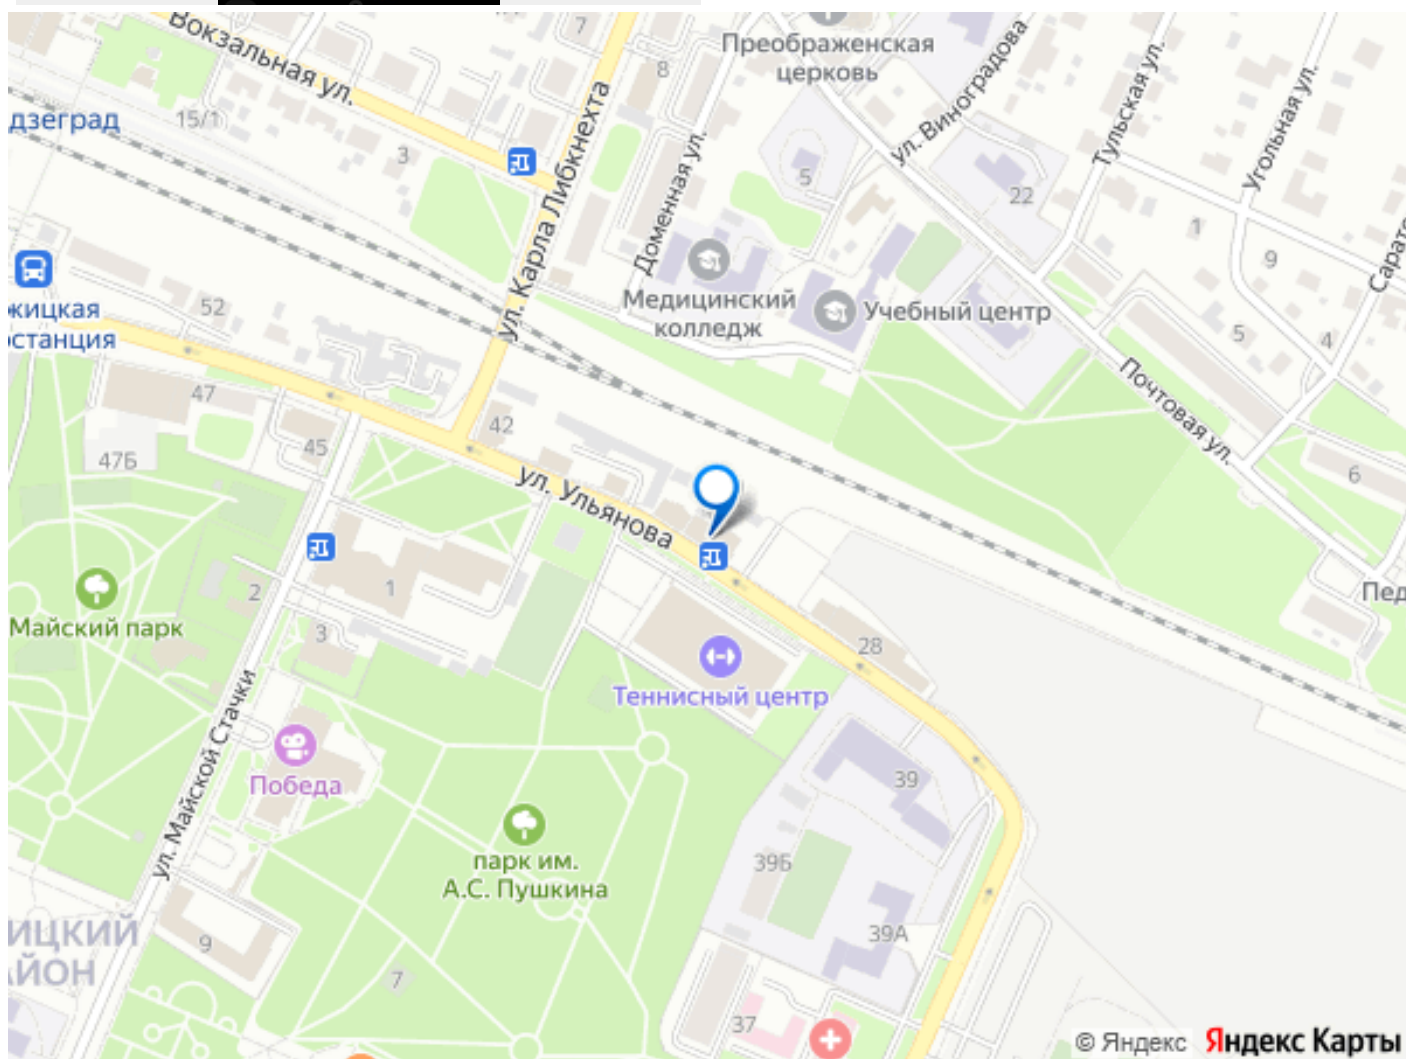 Вокзальная ул.
7
8
Преображенская
церковь
ул. Виноградова
Тульская ул.
Угольная ул.
дзеград
15/1
3
ул. Карла Либкнехта
Доменная ул.
5
22
1
9
Медицинский
колледж
Учебный центр
жицкая
станция
52
5
4
47
42
45
47Б
Почтовая ул.
6
ул. Ульянова
Майский парк
2
1
3
Теннисный центр
28
Победа
ул. Майской Стачки
39
парк им.
А.С. Пушкина
39Б
39А
ИЦКИЙ
АЙОН
9
7
37
© Яндекс Яндекс Карты